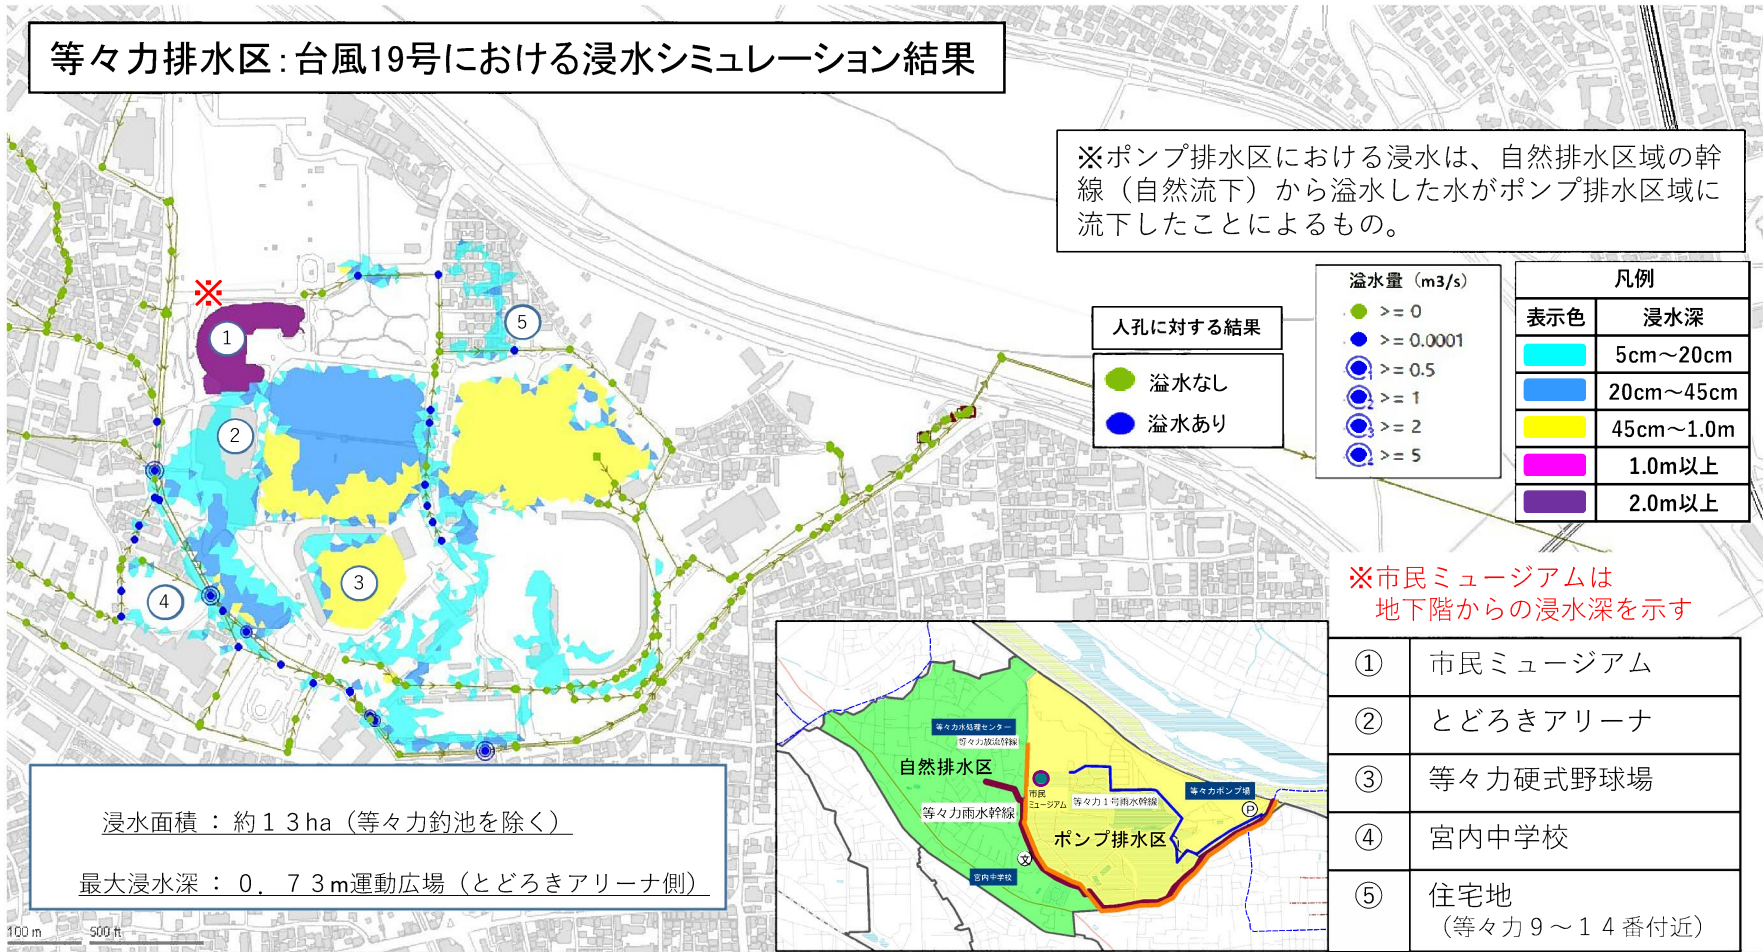 等々力排水区：台風19号における浸水シミュレーション結果
※ポンプ排水区における浸水は、自然排水区域の幹
線（自然流下）から溢水した水がポンプ排水区域に
流下したことによるもの。
人孔に対する結果
溢水なし
溢水あり
溢水量（m3/s）
>= 0
>= 0.0001
>= 0.5
>= 1
>= 2
>= 5
凡例
表示色 浸水深
5cm～20cm
20cm～45cm
45cm～1.0m
1.0m以上
2.0m以上
※
①
②
③
④
⑤
※市民ミュージアムは
地下階からの浸水深を示す
① 市民ミュージアム
② とどろきアリーナ
③ 等々力硬式野球場
④ 宮内中学校
⑤ 住宅地
（等々力９～１４番付近）
等々力水処理センター
等々力放流幹線
自然排水区
等々力雨水幹線
市民
ミュージアム
等々力１号雨水幹線
等々力ポンプ場
P
ポンプ排水区
文
宮内中学校
浸水面積 ： 約１３ha（等々力釣池を除く）
最大浸水深 ： ０．７３m運動広場（とどろきアリーナ側）
100 m 500 ft